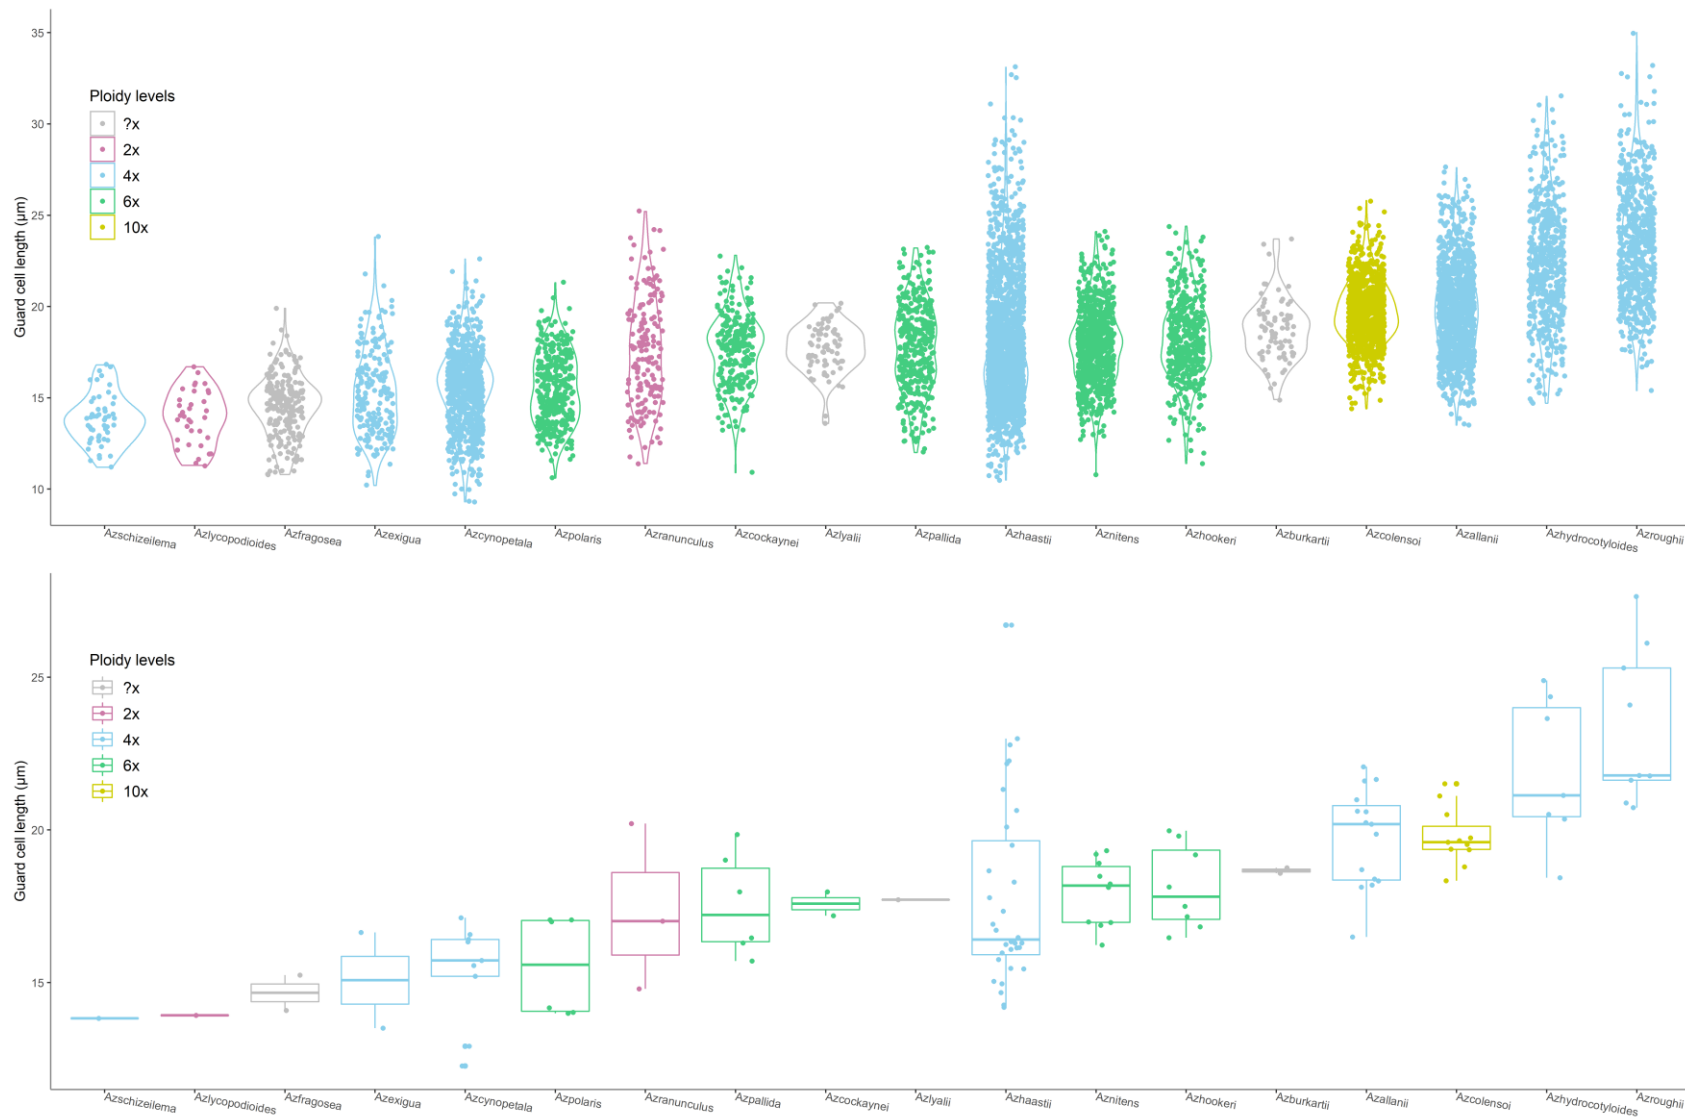 35
30
25
20
15
10
Guard cell length (µm)
Ploidy levels
?x
2x
4x
6x
10x
Azschizeilema
Azlycopodioides
Azfragosea
Azexigua
Azcynopetala
Azpolaris
Azranunculus
Azcockaynei
Azlyalii
Azpallida
Azhaastii
Aznitens
Azhookeri
Azburkartii
Azcolensoi
Azallanii
Azhydrocotyloides
Azroughii
25
20
15
Guard cell length (µm)
Ploidy levels
?x
2x
4x
6x
10x
Azschizeilema
Azlycopodioides
Azfragosea
Azexigua
Azcynopetala
Azpolaris
Azranunculus
Azpallida
Azcockaynei
Azlyalii
Azhaastii
Aznitens
Azhookeri
Azburkartii
Azallanii
Azcolensoi
Azhydrocotyloides
Azroughii